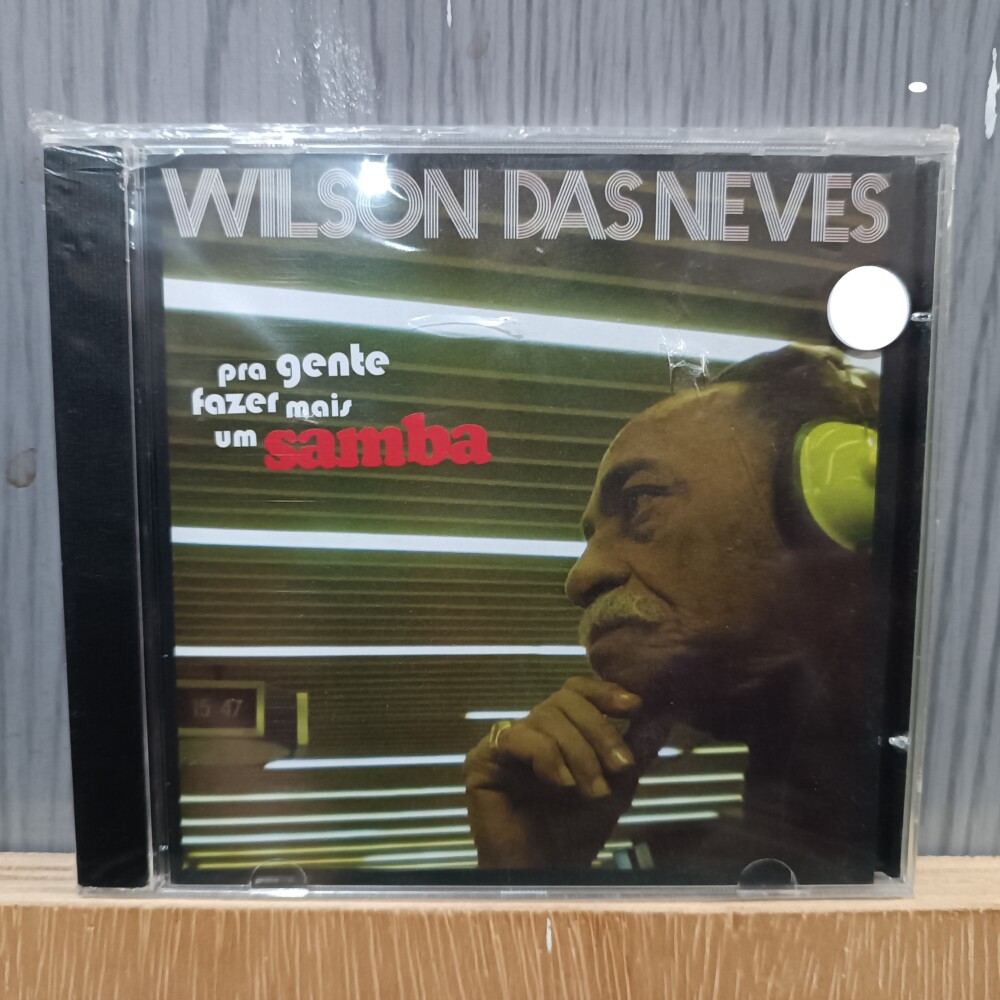 WILSON DAS NEVES
pra gente
fazer mais
um samba
15 47